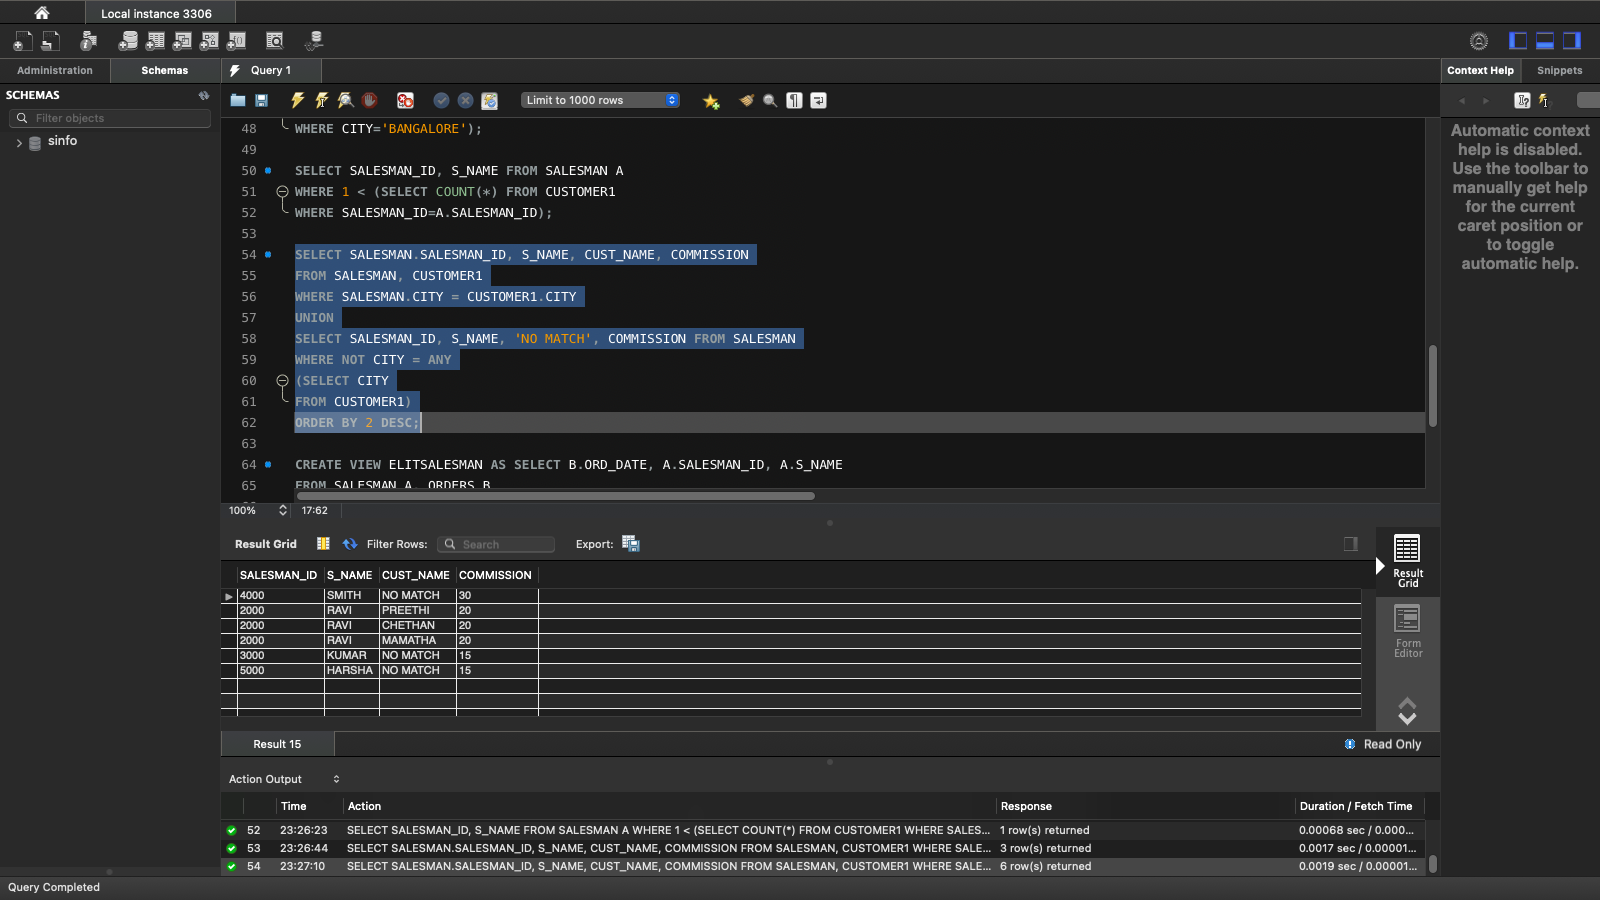 Local instance 3306
Administration
Schemas
Query 1
Context Help
Snippets
SCHEMAS
Filter objects
sinfo
Limit to 1000 rows
Automatic context
help is disabled.
Use the toolbar to
manually get help
for the current
caret position or
to toggle
automatic help.
48 WHERE CITY='BANGALORE');
49
50 SELECT SALESMAN_ID, S_NAME FROM SALESMAN A
51 WHERE 1 < (SELECT COUNT(*) FROM CUSTOMER1
52 WHERE SALESMAN_ID=A.SALESMAN_ID);
53
54 SELECT SALESMAN.SALESMAN_ID, S_NAME, CUST_NAME, COMMISSION
55 FROM SALESMAN, CUSTOMER1
56 WHERE SALESMAN.CITY = CUSTOMER1.CITY
57 UNION
58 SELECT SALESMAN_ID, S_NAME, 'NO MATCH', COMMISSION FROM SALESMAN
59 WHERE NOT CITY = ANY
60 (SELECT CITY
61 FROM CUSTOMER1)
62 ORDER BY 2 DESC;
63
64 CREATE VIEW ELITSALESMAN AS SELECT B.ORD_DATE, A.SALESMAN_ID, A.S_NAME
65 FROM SALESMAN A, ORDERS B
100% 17:62
Result Grid Filter Rows: Search Export:
SALESMAN_ID S_NAME CUST_NAME COMMISSION
4000 SMITH NO MATCH 30
2000 RAVI PREETHI 20
2000 RAVI CHETHAN 20
2000 RAVI MAMATHA 20
3000 KUMAR NO MATCH 15
5000 HARSHA NO MATCH 15
Result
Grid
Form
Editor
Result 15
Read Only
Action Output
Time Action Response Duration / Fetch Time
52 23:26:23 SELECT SALESMAN_ID, S_NAME FROM SALESMAN A WHERE 1 < (SELECT COUNT(*) FROM CUSTOMER1 WHERE SALES... 1 row(s) returned 0.00068 sec / 0.000...
53 23:26:44 SELECT SALESMAN.SALESMAN_ID, S_NAME, CUST_NAME, COMMISSION FROM SALESMAN, CUSTOMER1 WHERE SALE... 3 row(s) returned 0.0017 sec / 0.00001...
54 23:27:10 SELECT SALESMAN.SALESMAN_ID, S_NAME, CUST_NAME, COMMISSION FROM SALESMAN, CUSTOMER1 WHERE SALE... 6 row(s) returned 0.0019 sec / 0.00001...
Query Completed